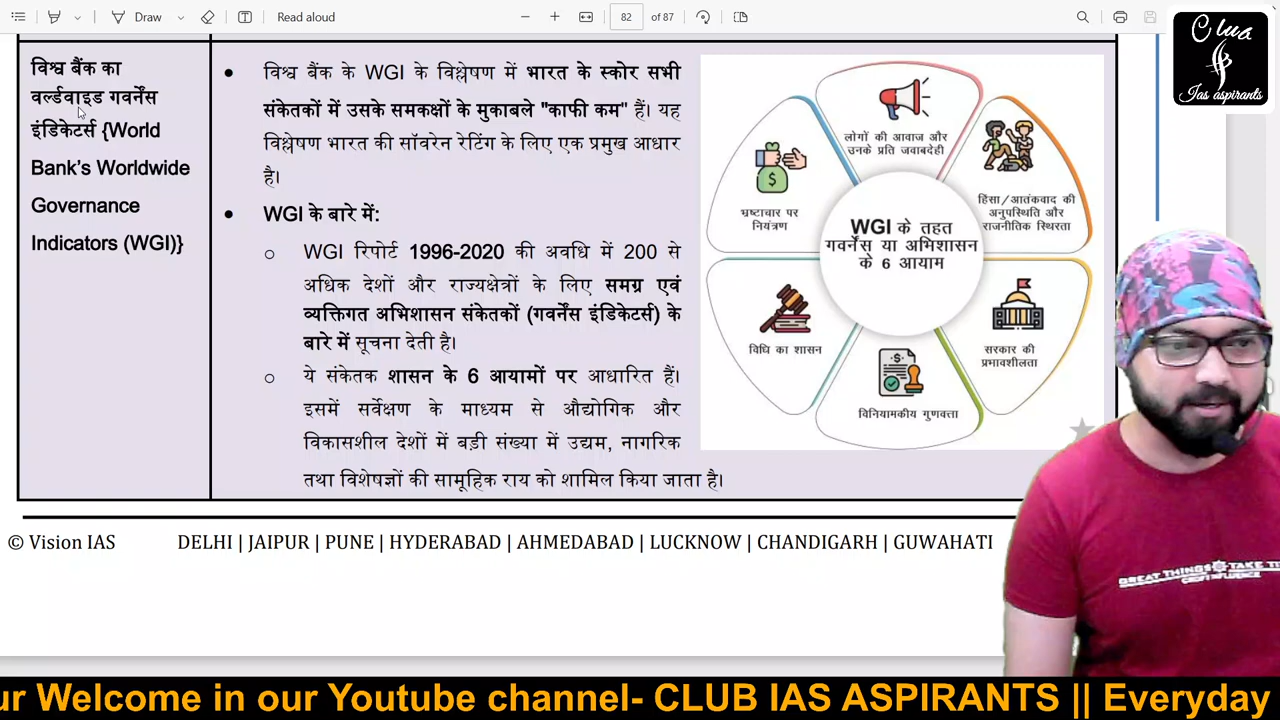 Draw
Read aloud
82 of 87
Clua
Ias aspirants
विश्व बैंक का
वर्ल्डवाइड गवर्नेंस
इंडिकेटर्स {World
Bank's Worldwide
Governance
Indicators (WGI)}
• विश्व बैंक के WGI के विश्लेषण में भारत के स्कोर सभी
संकेतकों में उसके समकक्षों के मुकाबले "काफी कम" हैं। यह
विश्लेषण भारत की सॉवरेन रेटिंग के लिए एक प्रमुख आधार
है।
• WGI के बारे में:
o WGI रिपोर्ट 1996-2020 की अवधि में 200 से
अधिक देशों और राज्यक्षेत्रों के लिए समग्र एवं
व्यक्तिगत अभिशासन संकेतकों (गवर्नेंस इंडिकेटर्स) के
बारे में सूचना देती है।
o ये संकेतक शासन के 6 आयामों पर आधारित हैं।
इसमें सर्वेक्षण के माध्यम से औद्योगिक और
विकासशील देशों में बड़ी संख्या में उद्यम, नागरिक
तथा विशेषज्ञों की सामूहिक राय को शामिल किया जाता है।
लोगों की आवाज और
उनके प्रति जवाबदेही
हिंसा/आतंकवाद की
अनुपस्थिति और
राजनीतिक स्थिरता
भ्रष्टाचार पर
नियंत्रण
WGI के तहत
गवर्नेंस या अभिशासन
के 6 आयाम
विधि का शासन
सरकार की
प्रभावशीलता
विनियामकीय गुणवत्ता
© Vision IAS
DELHI | JAIPUR | PUNE | HYDERABAD | AHMEDABAD | LUCKNOW | CHANDIGARH | GUWAHATI
GREAT THINGS TAKE TI
ur Welcome in our Youtube channel- CLUB IAS ASPIRANTS || Everyday